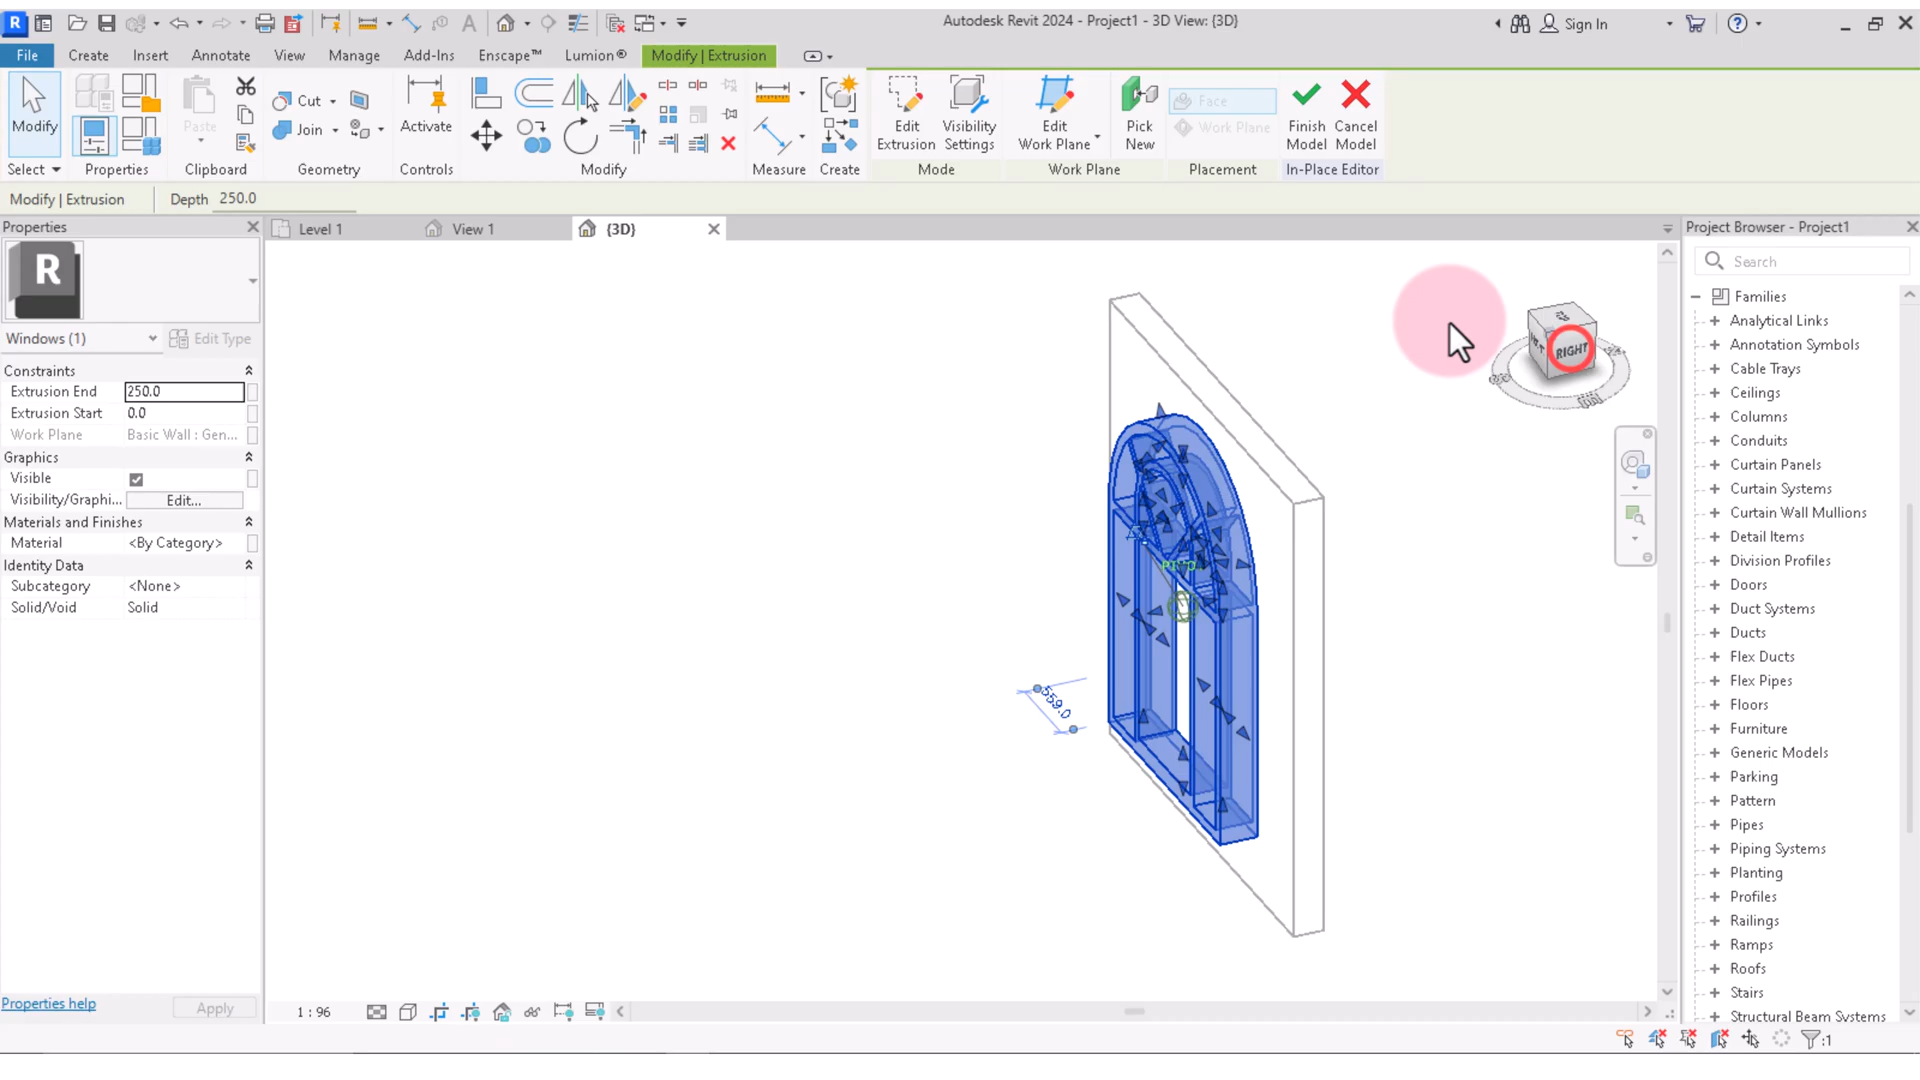 Autodesk Revit 2024 - Project1 - 3D View: {3D}
Sign In
File Create Insert Annotate View Manage Add-Ins Enscape™ Lumion® Modify | Extrusion
Modify
Paste
Cut
Join
Activate
Edit Extrusion
Visibility Settings
Edit Work Plane
Pick New
Face
Work Plane
Finish Model
Cancel Model
Select Properties Clipboard Geometry Controls Modify Measure Create Mode Work Plane Placement In-Place Editor
Modify | Extrusion Depth 250.0
Properties
R
Windows (1) Edit Type
Constraints
Extrusion End 250.0
Extrusion Start 0.0
Work Plane Basic Wall : Gen...
Graphics
Visible
Visibility/Graphi... Edit...
Materials and Finishes
Material <By Category>
Identity Data
Subcategory <None>
Solid/Void Solid
Properties help Apply
Level 1 View 1 {3D}
RIGHT
559.0
1 : 96
Project Browser - Project1
Search
Families
Analytical Links
Annotation Symbols
Cable Trays
Ceilings
Columns
Conduits
Curtain Panels
Curtain Systems
Curtain Wall Mullions
Detail Items
Division Profiles
Doors
Duct Systems
Ducts
Flex Ducts
Flex Pipes
Floors
Furniture
Generic Models
Parking
Pattern
Pipes
Piping Systems
Planting
Profiles
Railings
Ramps
Roofs
Stairs
Structural Beam Systems
:1